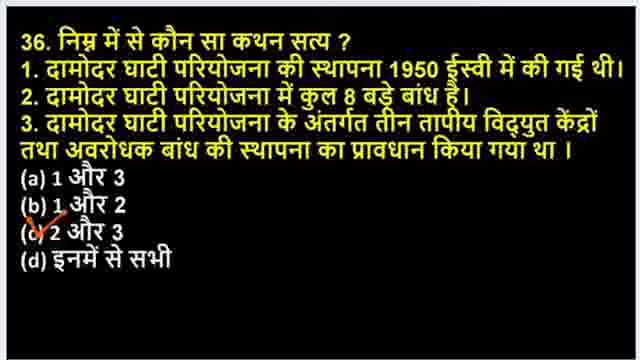 36. निम्न में से कौन सा कथन सत्य ?
1. दामोदर घाटी परियोजना की स्थापना 1950 ईस्वी में की गई थी।
2. दामोदर घाटी परियोजना में कुल 8 बड़े बांध है।
3. दामोदर घाटी परियोजना के अंतर्गत तीन तापीय विद्युत केंद्रों
तथा अवरोधक बांध की स्थापना का प्रावधान किया गया था ।
(a) 1 और 3
(b) 1 और 2
(c) 2 और 3
(d) इनमें से सभी